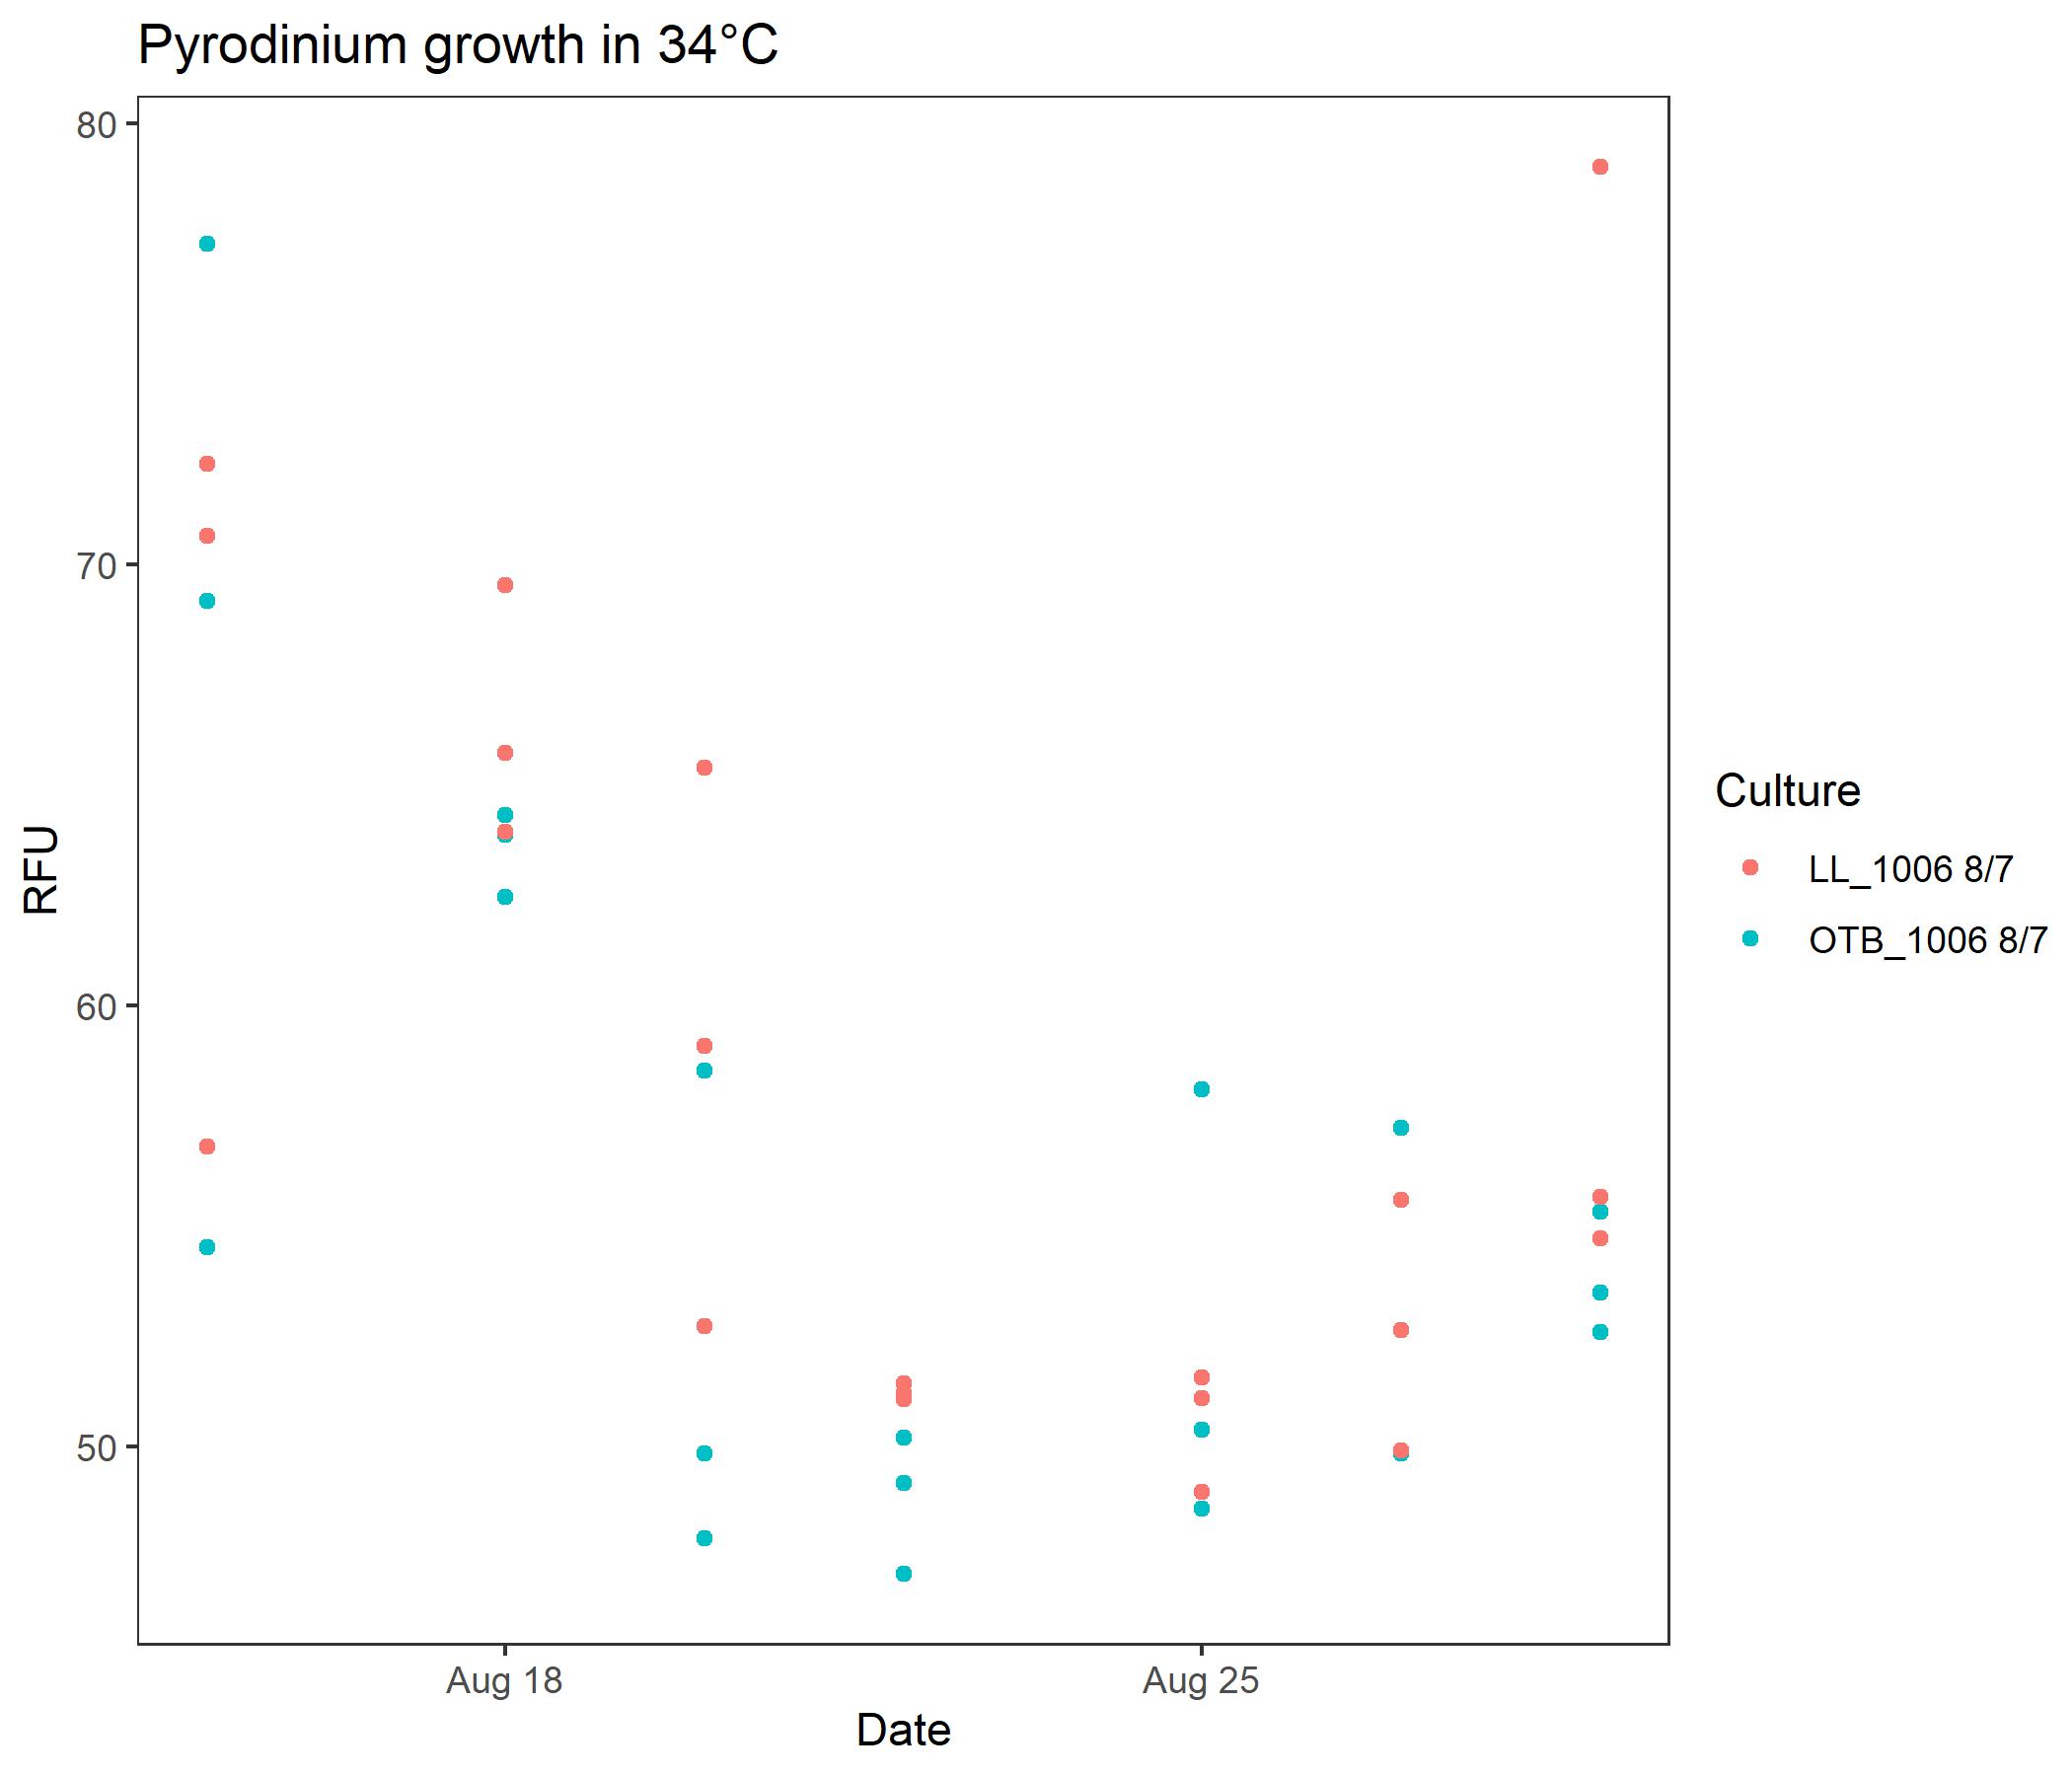 Pyrodinium growth in 34°C
80
70
60
50
RFU
Aug 18
Aug 25
Date
Culture
LL_1006 8/7
OTB_1006 8/7